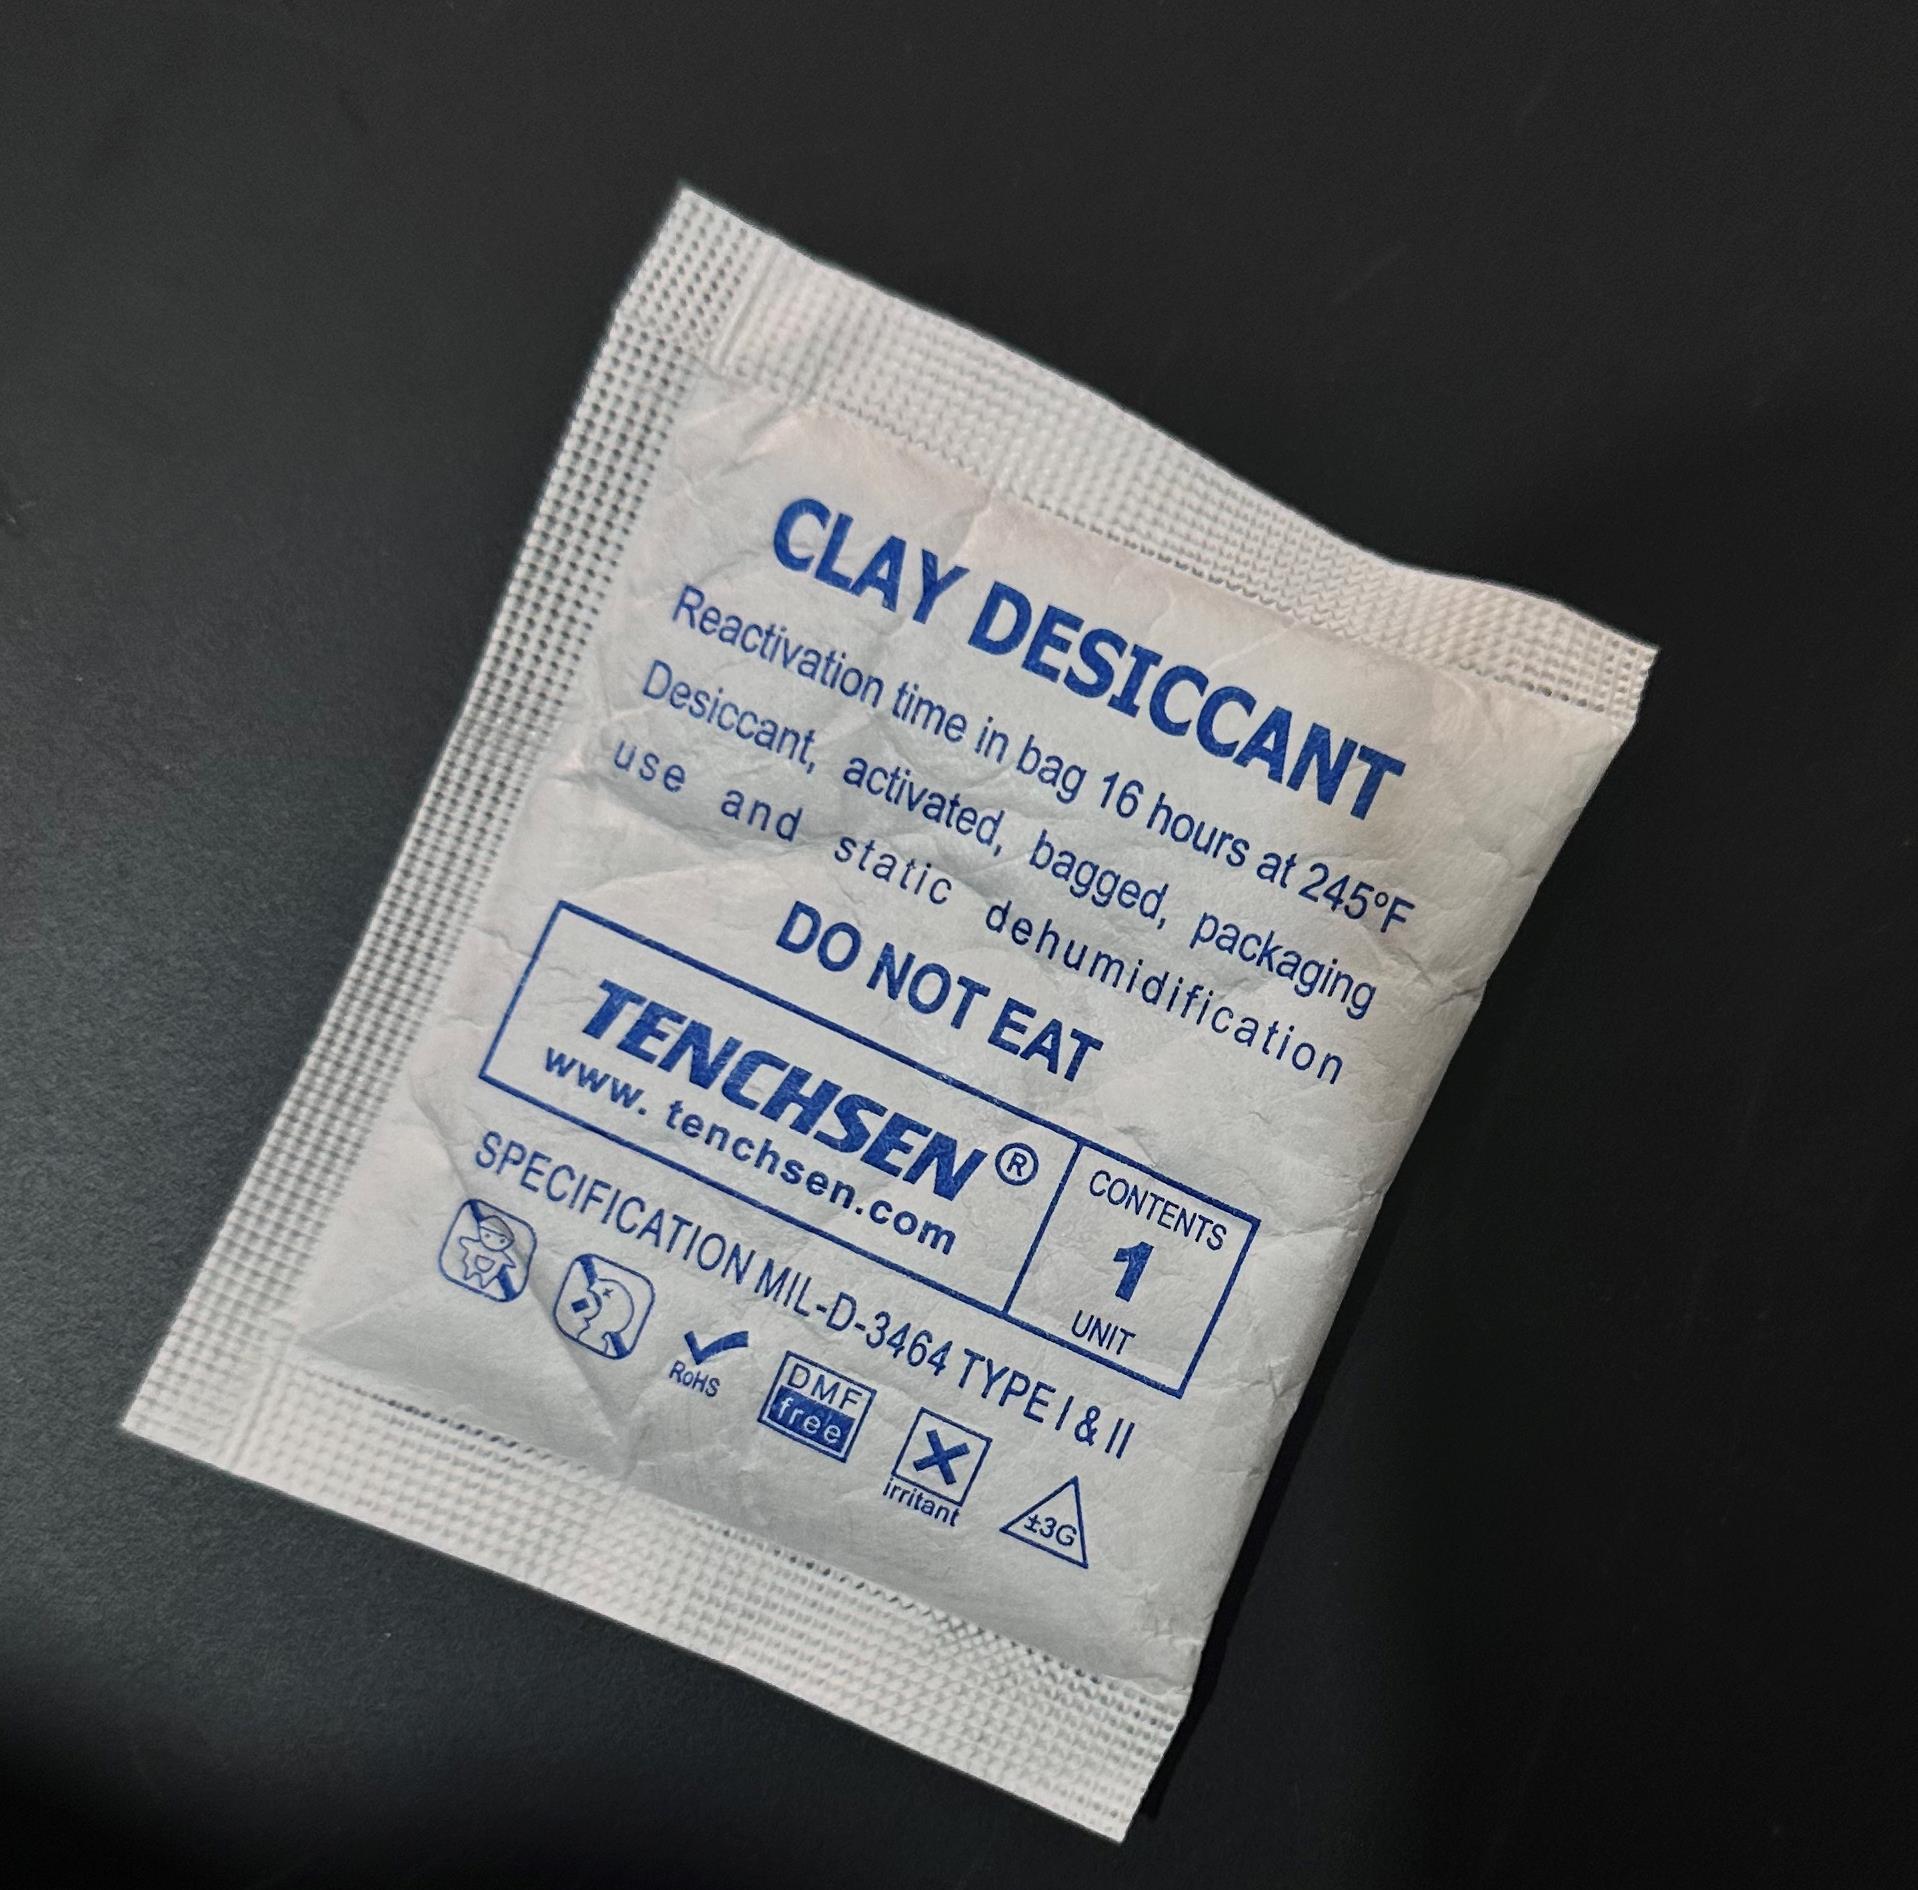 CLAY DESICCANT
Reactivation time in bag 16 hours at 245°F
Desiccant, activated, bagged, packaging
use and static dehumidification
DO NOT EAT
TENCHSEN®
www. tenchsen.com
CONTENTS
1
UNIT
SPECIFICATION MIL-D-3464 TYPE I & II
RoHS
DMF
free
irritant
±3G